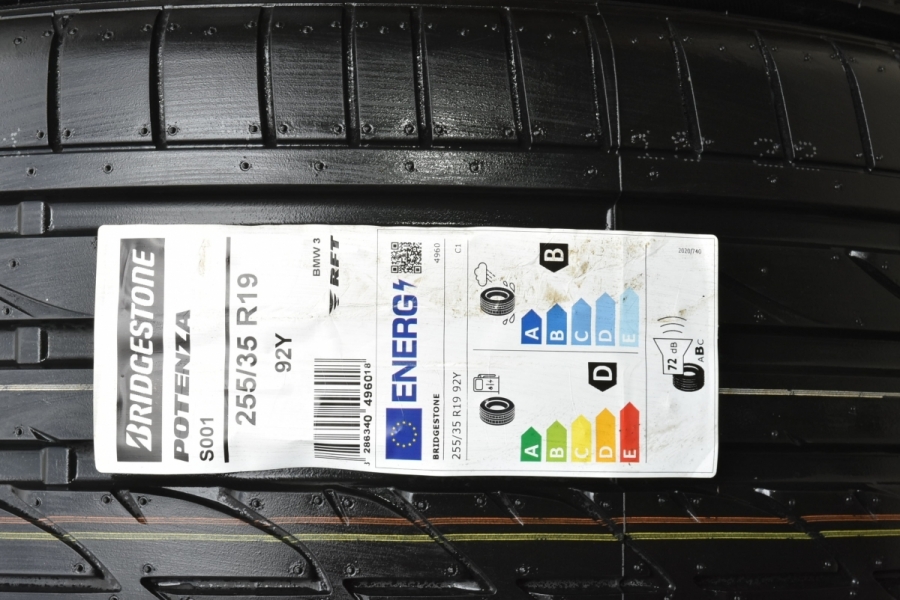 BRIDGESTONE
POTENZA
S001
255/35 R19
92Y
BMW 3
RFT
3 286340 496018
ENERG
BRIDGESTONE
4960
255/35 R19 92Y
C1
B
A
B
C
D
E
D
A
B
C
D
E
72 dB
ABC
2020/740